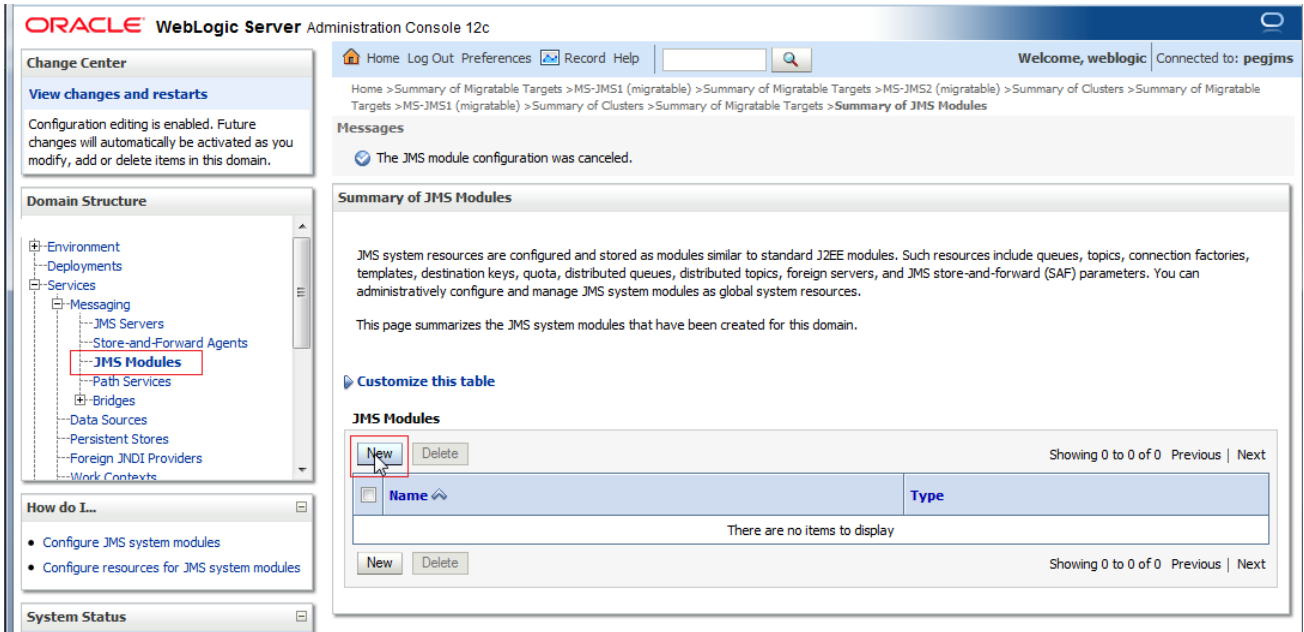 ORACLE WebLogic Server Administration Console 12c
Change Center
View changes and restarts
Configuration editing is enabled. Future
changes will automatically be activated as you
modify, add or delete items in this domain.
Domain Structure
Environment
Deployments
Services
Messaging
JMS Servers
Store-and-Forward Agents
JMS Modules
Path Services
Bridges
Data Sources
Persistent Stores
Foreign JNDI Providers
Work Contexts
How do I...
Configure JMS system modules
Configure resources for JMS system modules
System Status
Home Log Out Preferences Record Help
Welcome, weblogic Connected to: pegjms
Home >Summary of Migratable Targets >MS-JMS1 (migratable) >Summary of Migratable Targets >MS-JMS2 (migratable) >Summary of Clusters >Summary of Migratable
Targets >MS-JMS1 (migratable) >Summary of Clusters >Summary of Migratable Targets >Summary of JMS Modules
Messages
The JMS module configuration was canceled.
Summary of JMS Modules
JMS system resources are configured and stored as modules similar to standard J2EE modules. Such resources include queues, topics, connection factories,
templates, destination keys, quota, distributed queues, distributed topics, foreign servers, and JMS store-and-forward (SAF) parameters. You can
administratively configure and manage JMS system modules as global system resources.
This page summarizes the JMS system modules that have been created for this domain.
Customize this table
JMS Modules
New Delete Showing 0 to 0 of 0 Previous | Next
Name Type
There are no items to display
New Delete Showing 0 to 0 of 0 Previous | Next